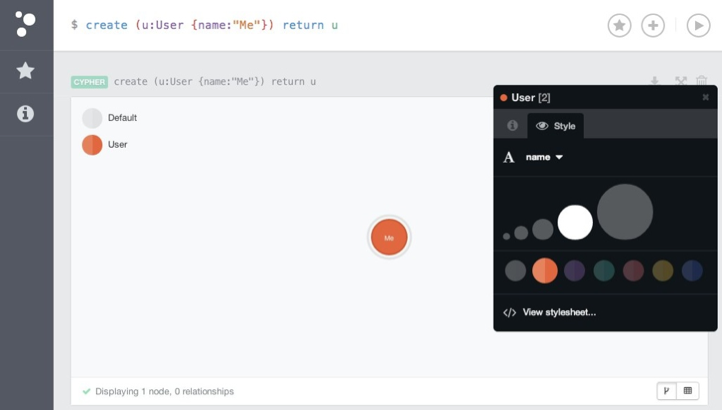 $ create (u:User {name:"Me"}) return u
CYPHER create (u:User {name:"Me"}) return u
Default
User
Me
User [2]
Style
A name
</> View stylesheet...
Displaying 1 node, 0 relationships